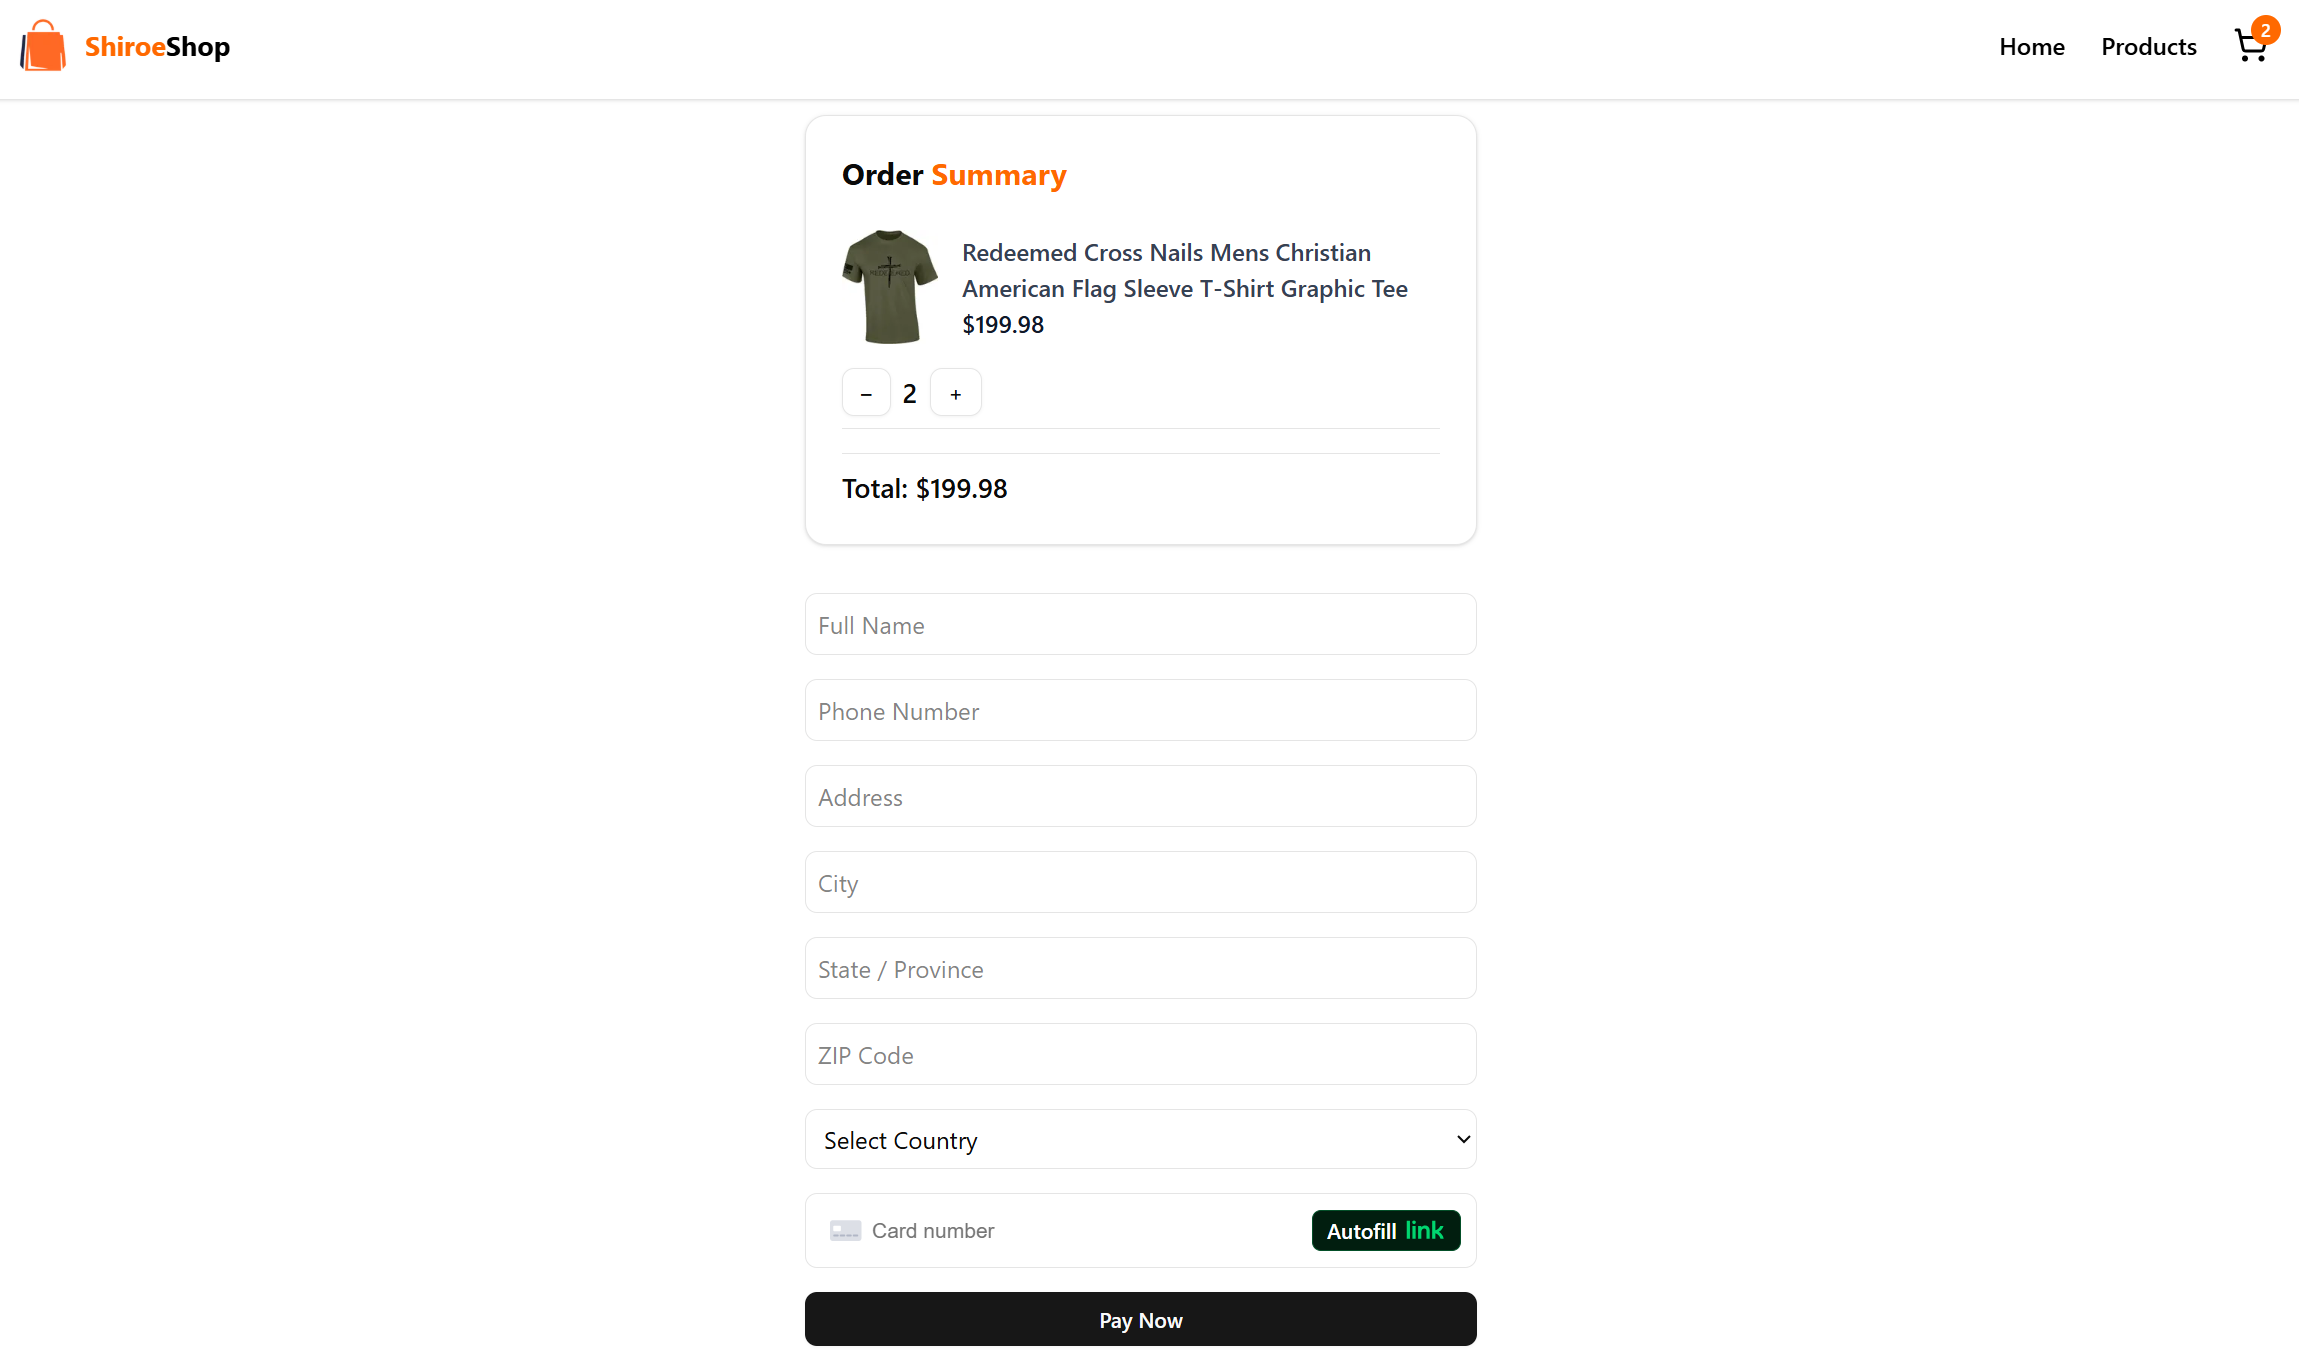 ShiroeShop
Home
Products
2
Order Summary
REDEEMED
Redeemed Cross Nails Mens Christian
American Flag Sleeve T-Shirt Graphic Tee
$199.98
– 2 +
Total: $199.98
Full Name
Phone Number
Address
City
State / Province
ZIP Code
Select Country
Card number
Autofill link
Pay Now